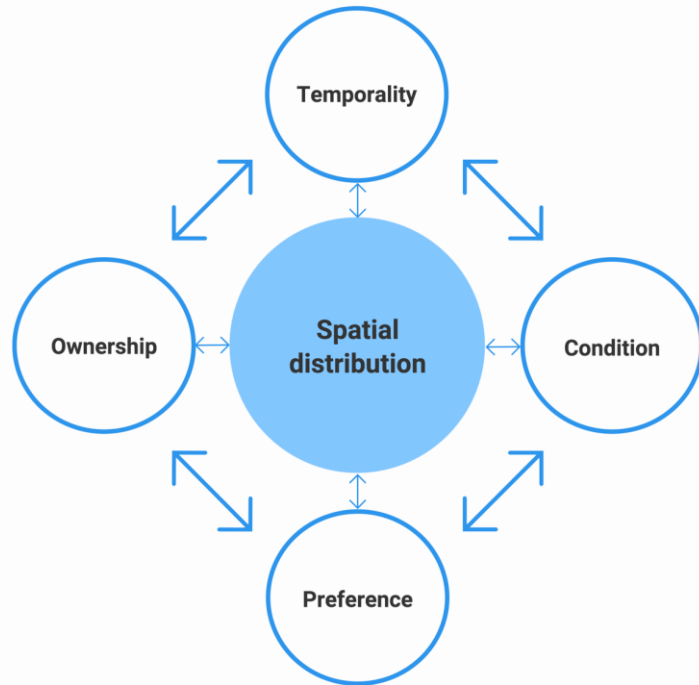 Temporality
Ownership
Spatial
distribution
Condition
Preference